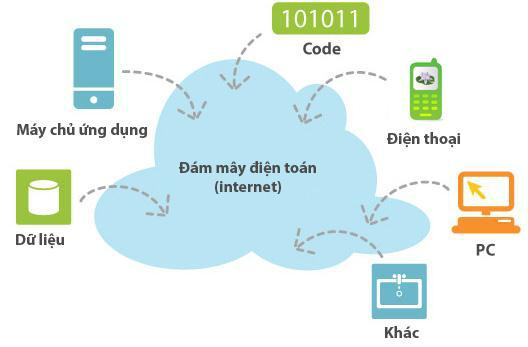 101011
Code
Máy chủ ứng dụng
Điện thoại
Đám mây điện toán
(internet)
Dữ liệu
PC
Khác